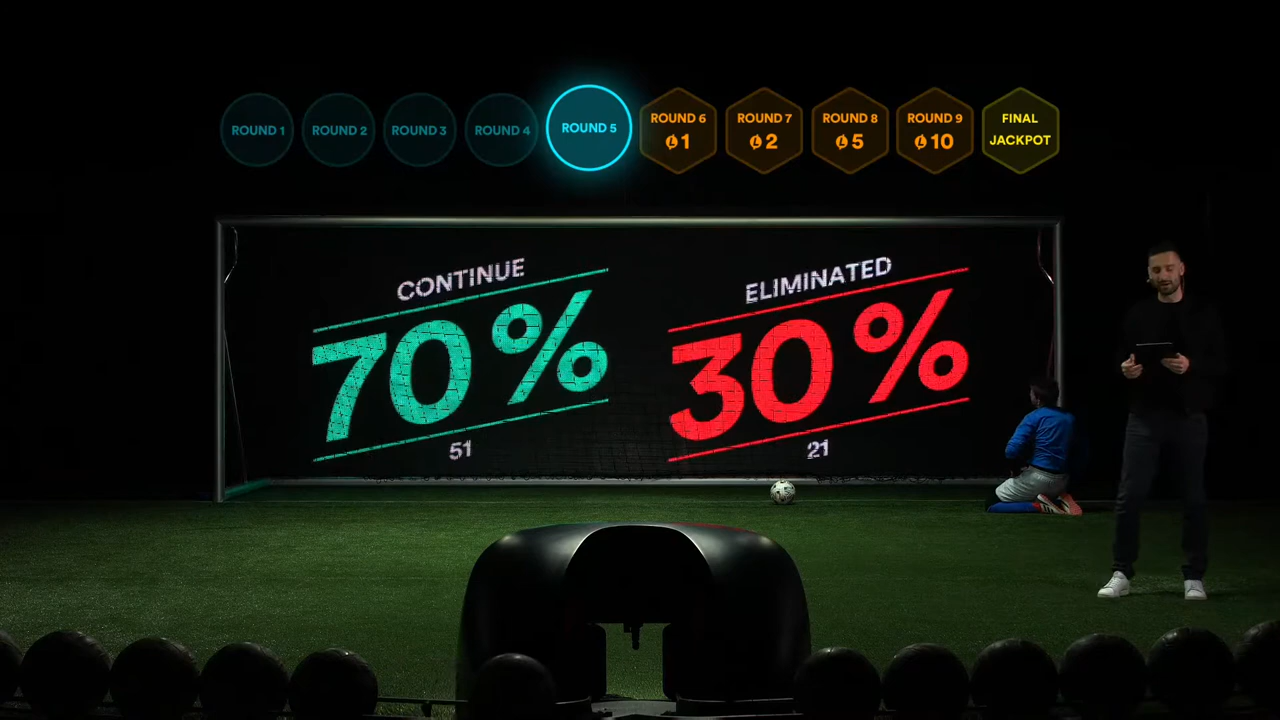 ROUND 1
ROUND 2
ROUND 3
ROUND 4
ROUND 5
ROUND 6
1
ROUND 7
2
ROUND 8
5
ROUND 9
10
FINAL
JACKPOT
CONTINUE
70%
51
ELIMINATED
30%
21